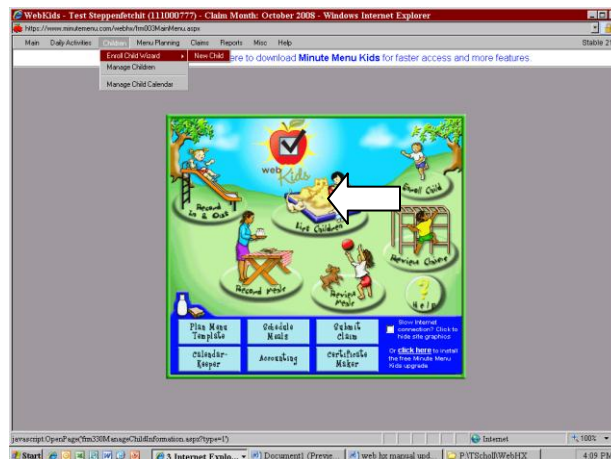 WebKids - Test Steppenfetchit (111000777) - Claim Month: October 2008 - Windows Internet Explorer
https://www.minutemenu.com/webhx/frm003MainMenu.aspx
Main Daily Activities Children Menu Planning Claims Reports Misc Help
Stable 2
Enroll Child Wizard
New Child
ere to download Minute Menu Kids for faster access and more features.
Manage Children
Manage Child Calendar
web Kids
Record In & Out
List Children
Enroll Child
Record Meals
Review Meals
Review Claims
Help
Plan Menu Template
Schedule Meals
Submit Claim
Slow Internet connection? Click to hide site graphics
Calendar-Keeper
Accounting
Certificate Maker
Or click here to install the free Minute Menu Kids upgrade
javascript:OpenPage('frm330ManageChildInformation.aspx?type=1')
Internet
100%
Start
3 Internet Explo...
Document1 (Previe...
web hx manual upd...
P:\TScholl\WebHX
4:09 PM